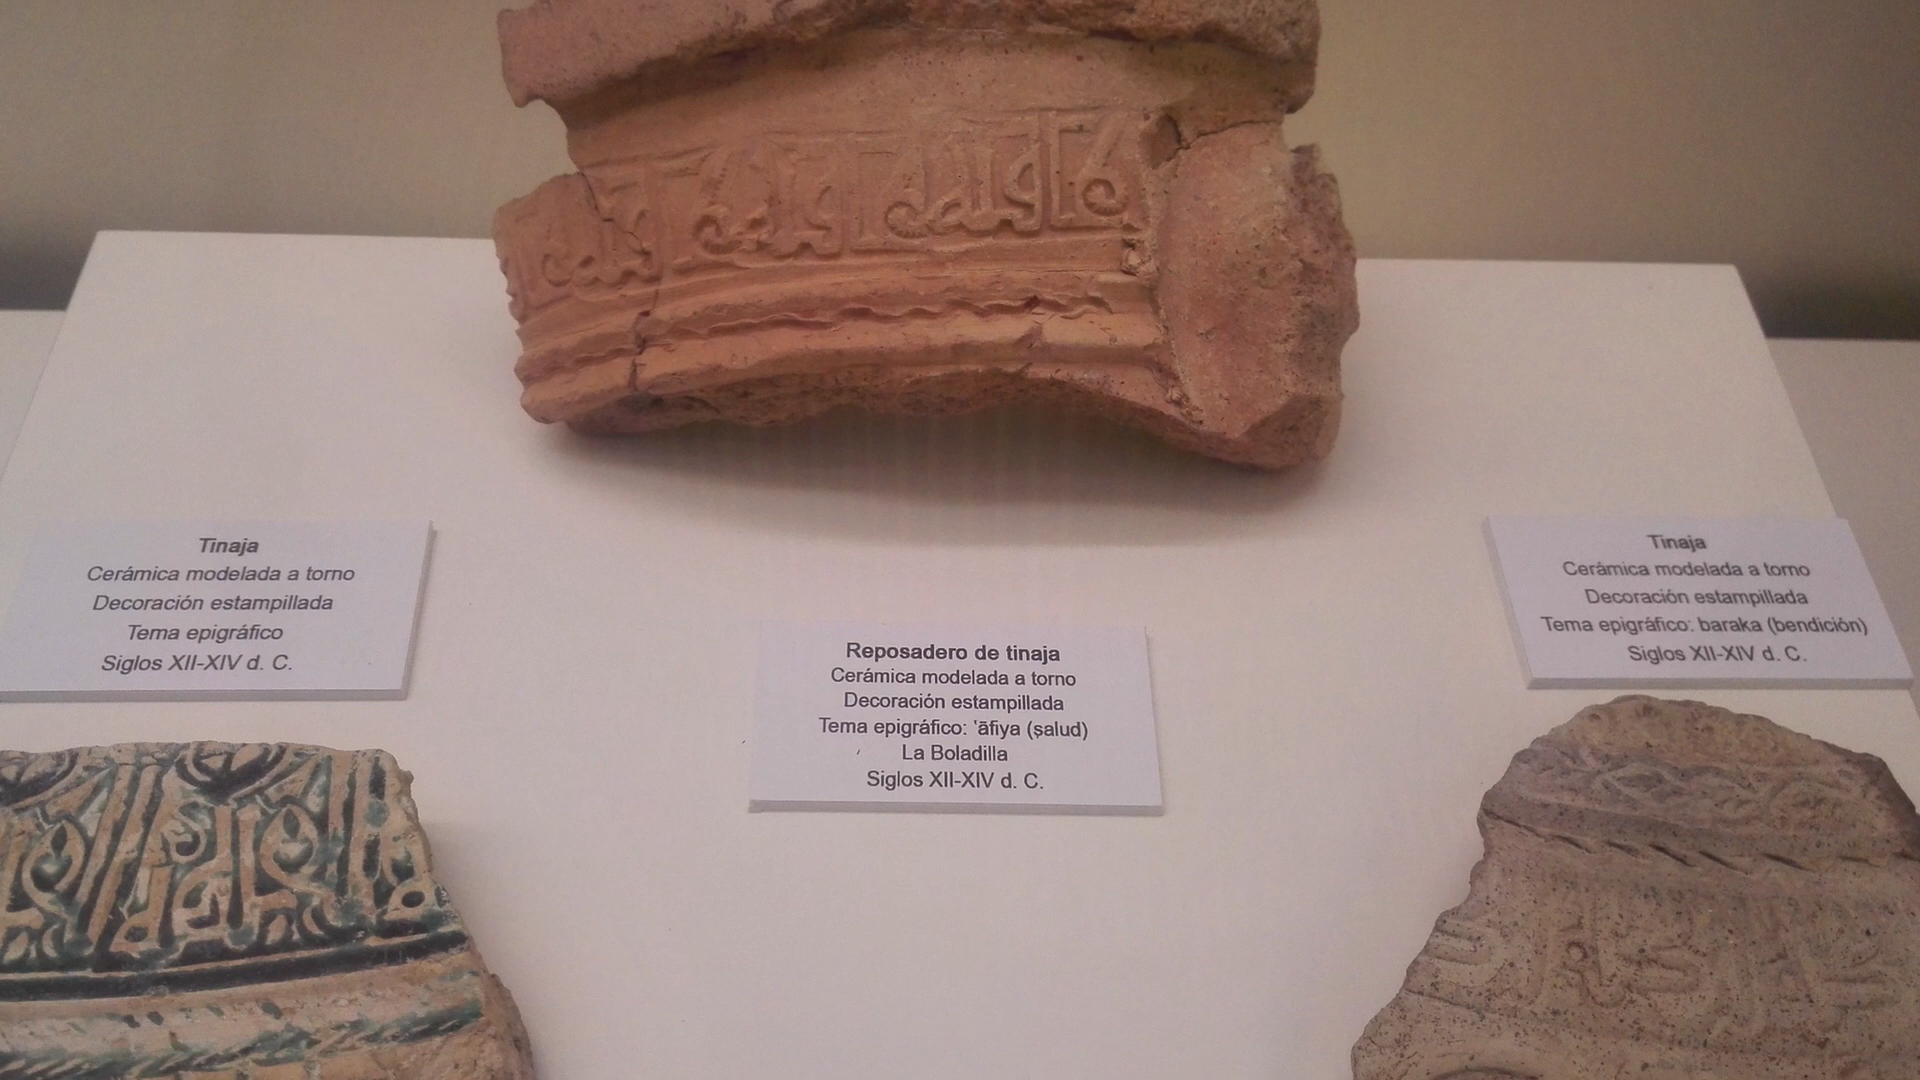 Tinaja
Cerámica modelada a torno
Decoración estampillada
Tema epigráfico
Siglos XII-XIV d. C.
Reposadero de tinaja
Cerámica modelada a torno
Decoración estampillada
Tema epigráfico: ʽāfiya (ṣalud)
La Boladilla
Siglos XII-XIV d. C.
Tinaja
Cerámica modelada a torno
Decoración estampillada
Tema epigráfico: baraka (bendición)
Siglos XII-XIV d. C.